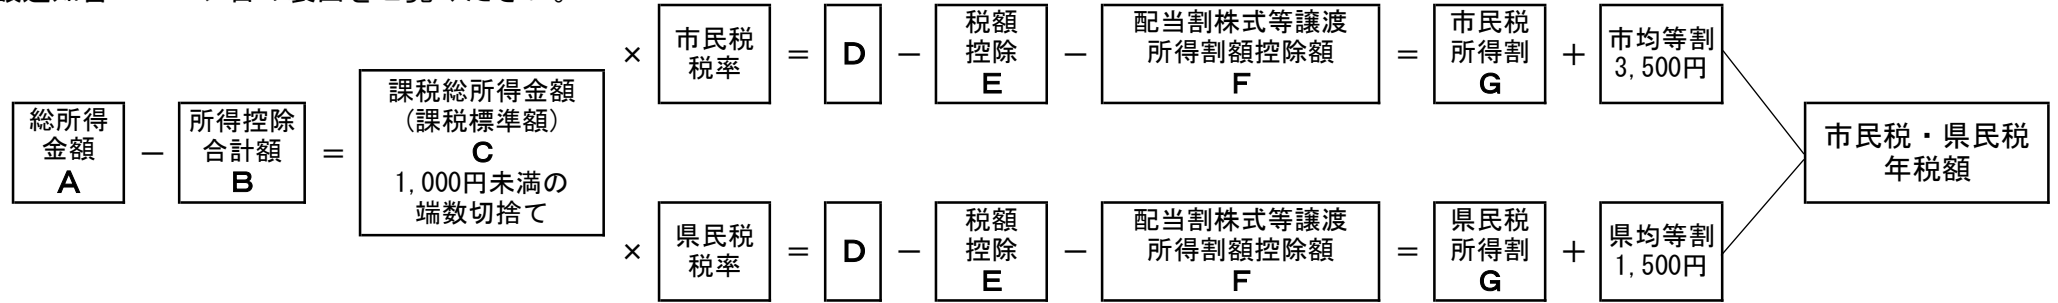 × 市民税 税率 ＝ D － 税額 控除 E － 配当割株式等譲渡 所得割額控除額 F ＝ 市民税 所得割 G ＋ 市均等割 3,500円
総所得 金額 A － 所得控除 合計額 B ＝ 課税総所得金額 (課税標準額) C 1,000円未満の 端数切捨て
市民税・県民税 年税額
× 県民税 税率 ＝ D － 税額 控除 E － 配当割株式等譲渡 所得割額控除額 F ＝ 県民税 所得割 G ＋ 県均等割 1,500円